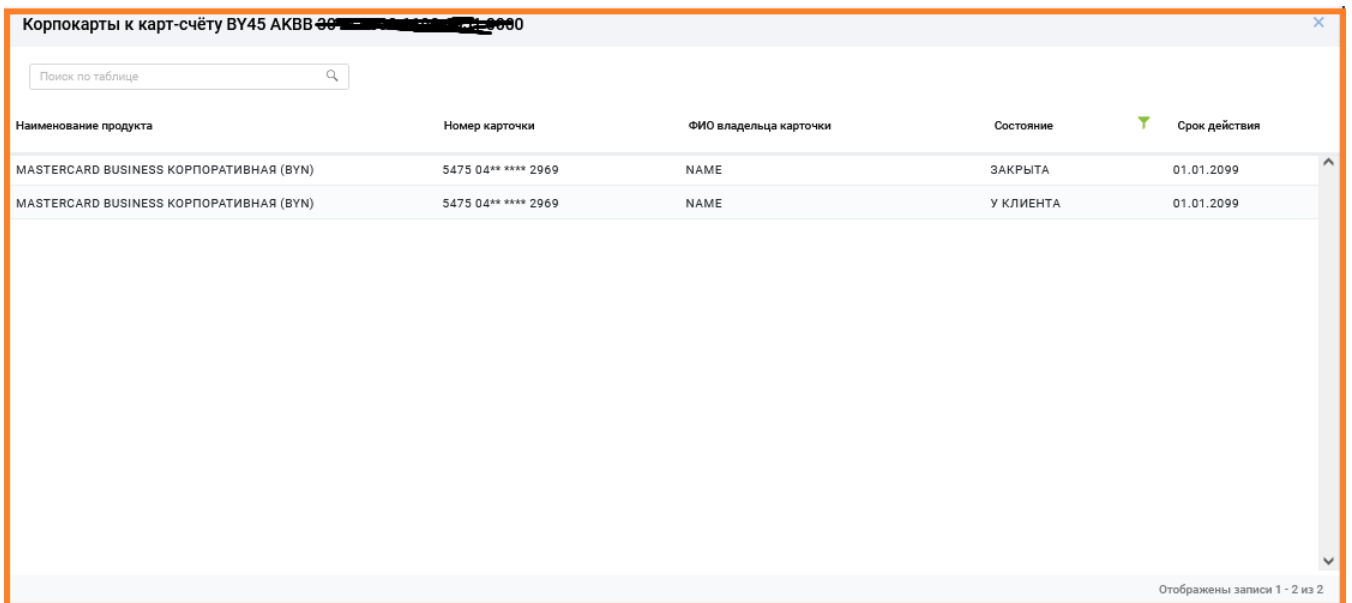 Корпокарты к карт-счёту BY45 AKBB
Поиск по таблице
Наименование продукта Номер карточки ФИО владельца карточки Состояние Срок действия
MASTERCARD BUSINESS КОРПОРАТИВНАЯ (BYN) 5475 04** **** 2969 NAME ЗАКРЫТА 01.01.2099
MASTERCARD BUSINESS КОРПОРАТИВНАЯ (BYN) 5475 04** **** 2969 NAME У КЛИЕНТА 01.01.2099
Отображены записи 1 - 2 из 2